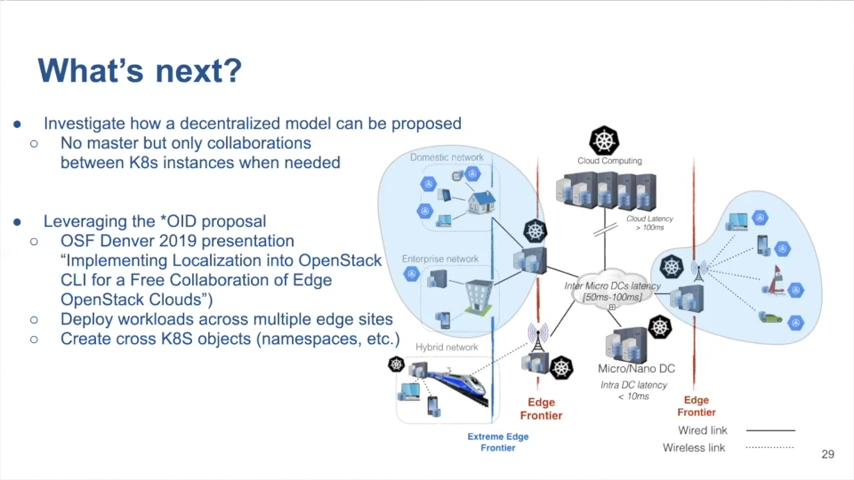 What's next?
● Investigate how a decentralized model can be proposed
○ No master but only collaborations
between K8s instances when needed
● Leveraging the *OID proposal
○ OSF Denver 2019 presentation
"Implementing Localization into OpenStack
CLI for a Free Collaboration of Edge
OpenStack Clouds")
○ Deploy workloads across multiple edge sites
○ Create cross K8S objects (namespaces, etc.)
Domestic network
Enterprise network
Hybrid network
Extreme Edge
Frontier
Edge
Frontier
Cloud Computing
Cloud Latency
> 100ms
Inter Micro DCs latency
[50ms-100ms]
Micro/Nano DC
Intra DC latency
< 10ms
Edge
Frontier
Wired link
Wireless link
29